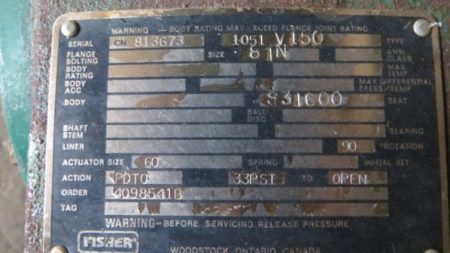 WARNING - BODY RATING MAY EXCEED FLANGE JOINT RATING
SERIAL CN 813673 1051 V150 TYPE
FLANGE BOLTING SIZE 8 IN ANSI CLASS
BODY RATING MAX TEMP
BODY ACC MAX DIFFERENTIAL PRESS/TEMP
BODY S31600 SEAT
BALL DISC
SHAFT STEM BEARING
LINER 90 °ROTATION
ACTUATOR SIZE 60 SPRING INITIAL SET
ACTION PDTO 33PSI TO OPEN
ORDER 4098541B
TAG
WARNING-BEFORE SERVICING RELEASE PRESSURE
FISHER WOODSTOCK, ONTARIO, CANADA